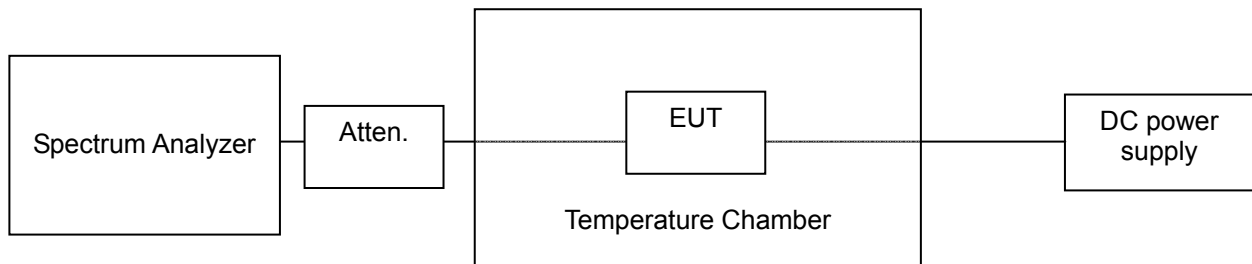 Spectrum Analyzer
Atten.
EUT
Temperature Chamber
DC power
supply